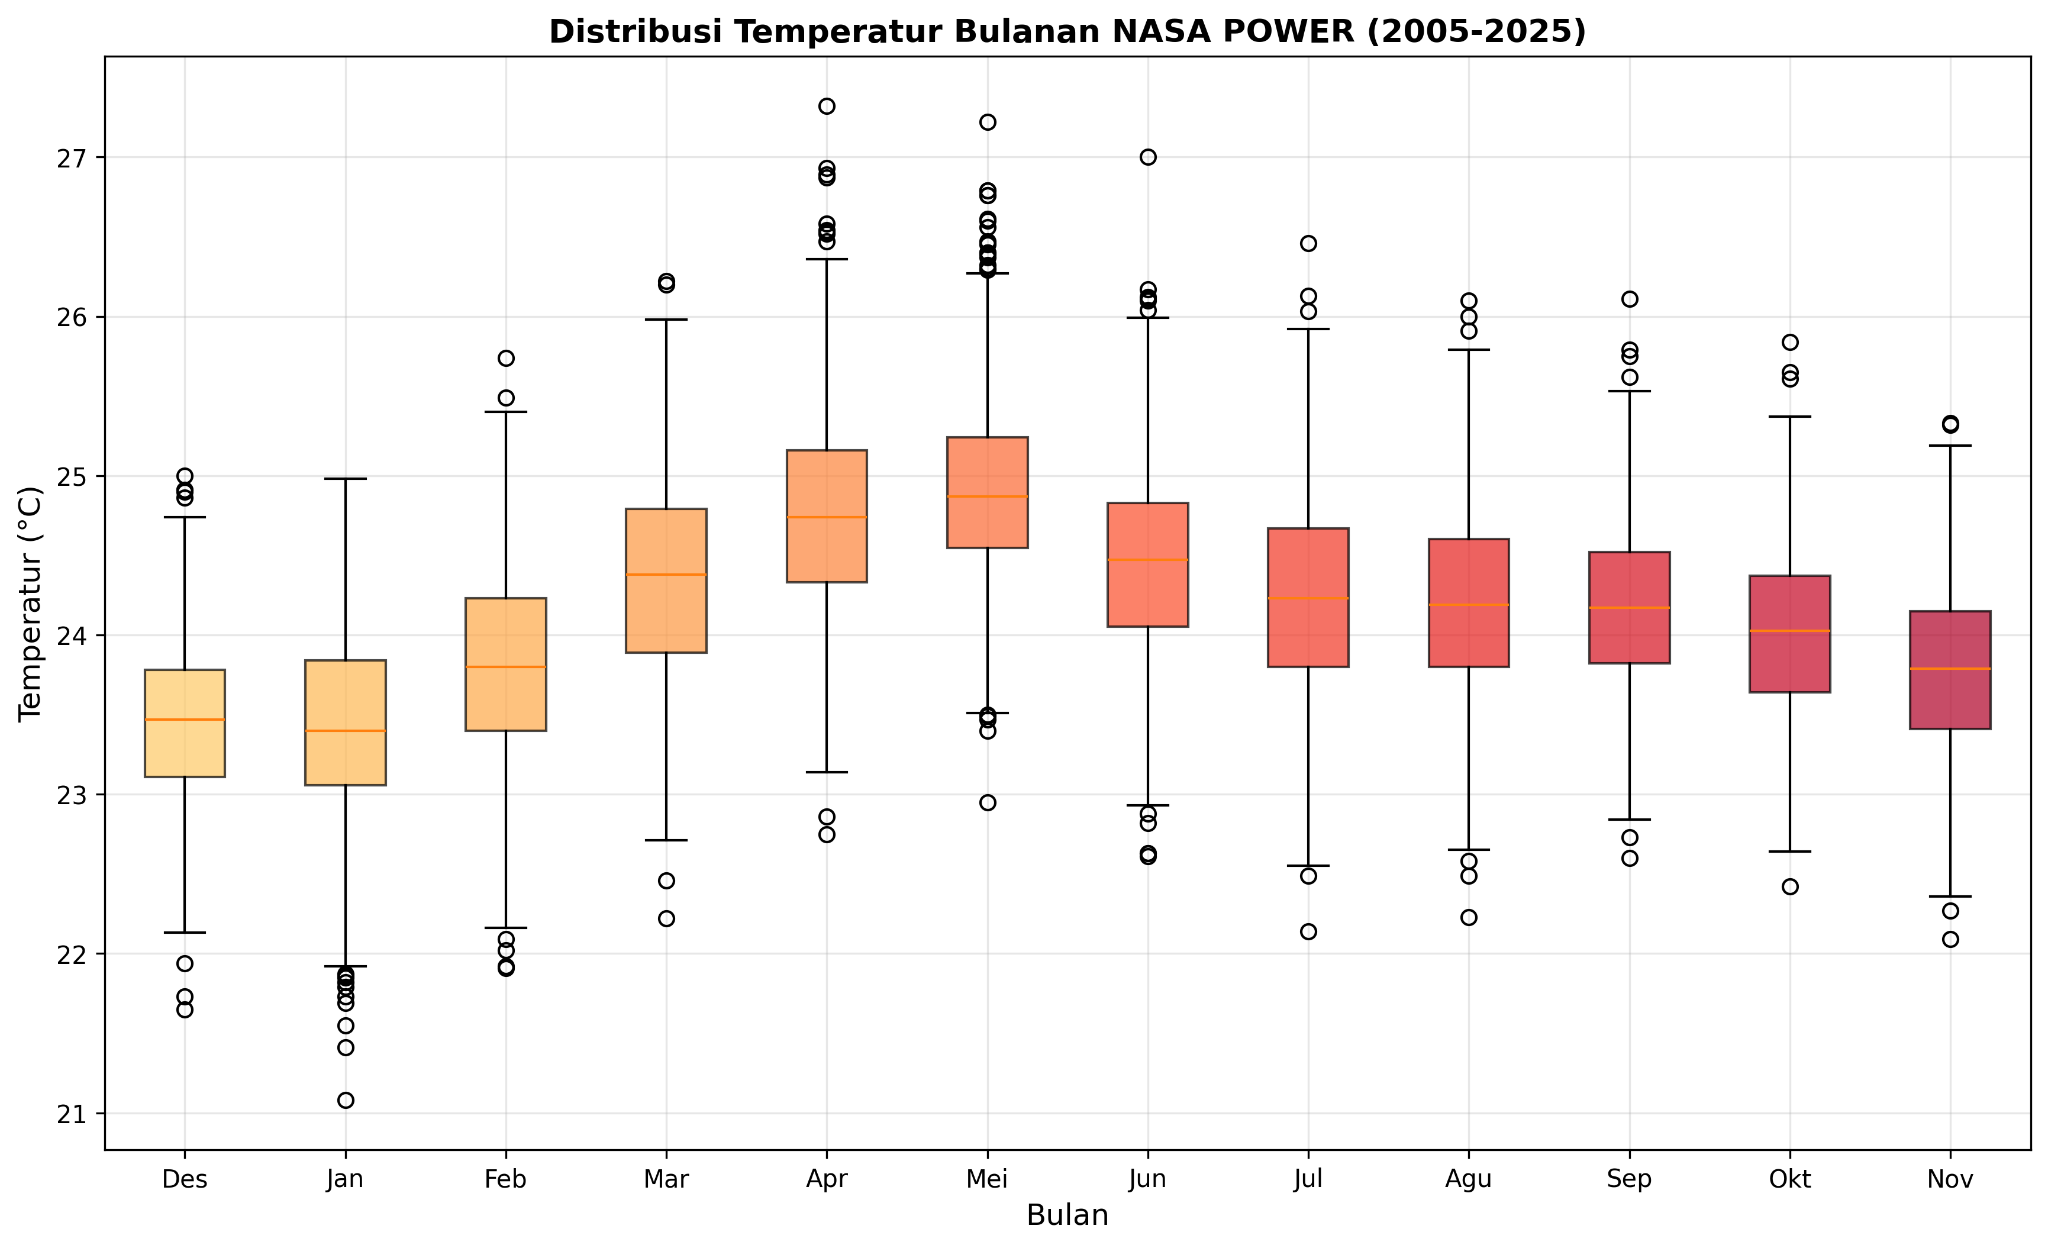 Distribusi Temperatur Bulanan NASA POWER (2005-2025)
Temperatur (°C)
27
26
25
24
23
22
21
Des Jan Feb Mar Apr Mei Jun Jul Agu Sep Okt Nov
Bulan